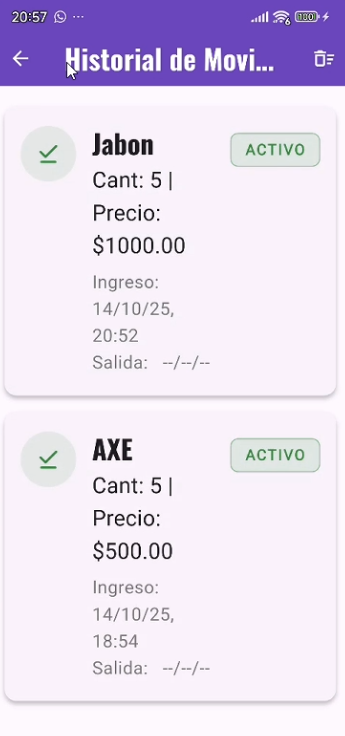 20:57 ... 100
Historial de Movi...
Jabon
ACTIVO
Cant: 5 |
Precio:
$1000.00
Ingreso:
14/10/25,
20:52
Salida: --/--/--
AXE
ACTIVO
Cant: 5 |
Precio:
$500.00
Ingreso:
14/10/25,
18:54
Salida: --/--/--